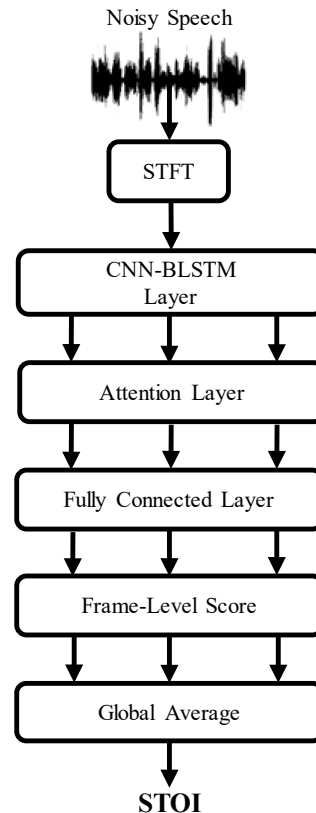 Noisy Speech
STFT
CNN-BLSTM
Layer
Attention Layer
Fully Connected Layer
Frame-Level Score
Global Average
STOI